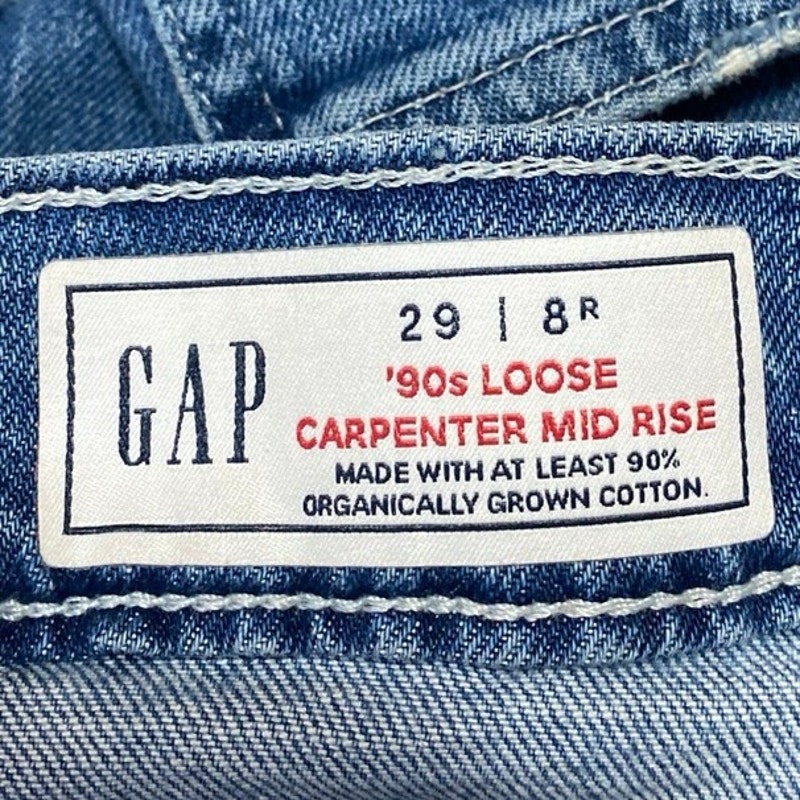 GAP
29 | 8R
'90s LOOSE
CARPENTER MID RISE
MADE WITH AT LEAST 90%
ORGANICALLY GROWN COTTON.